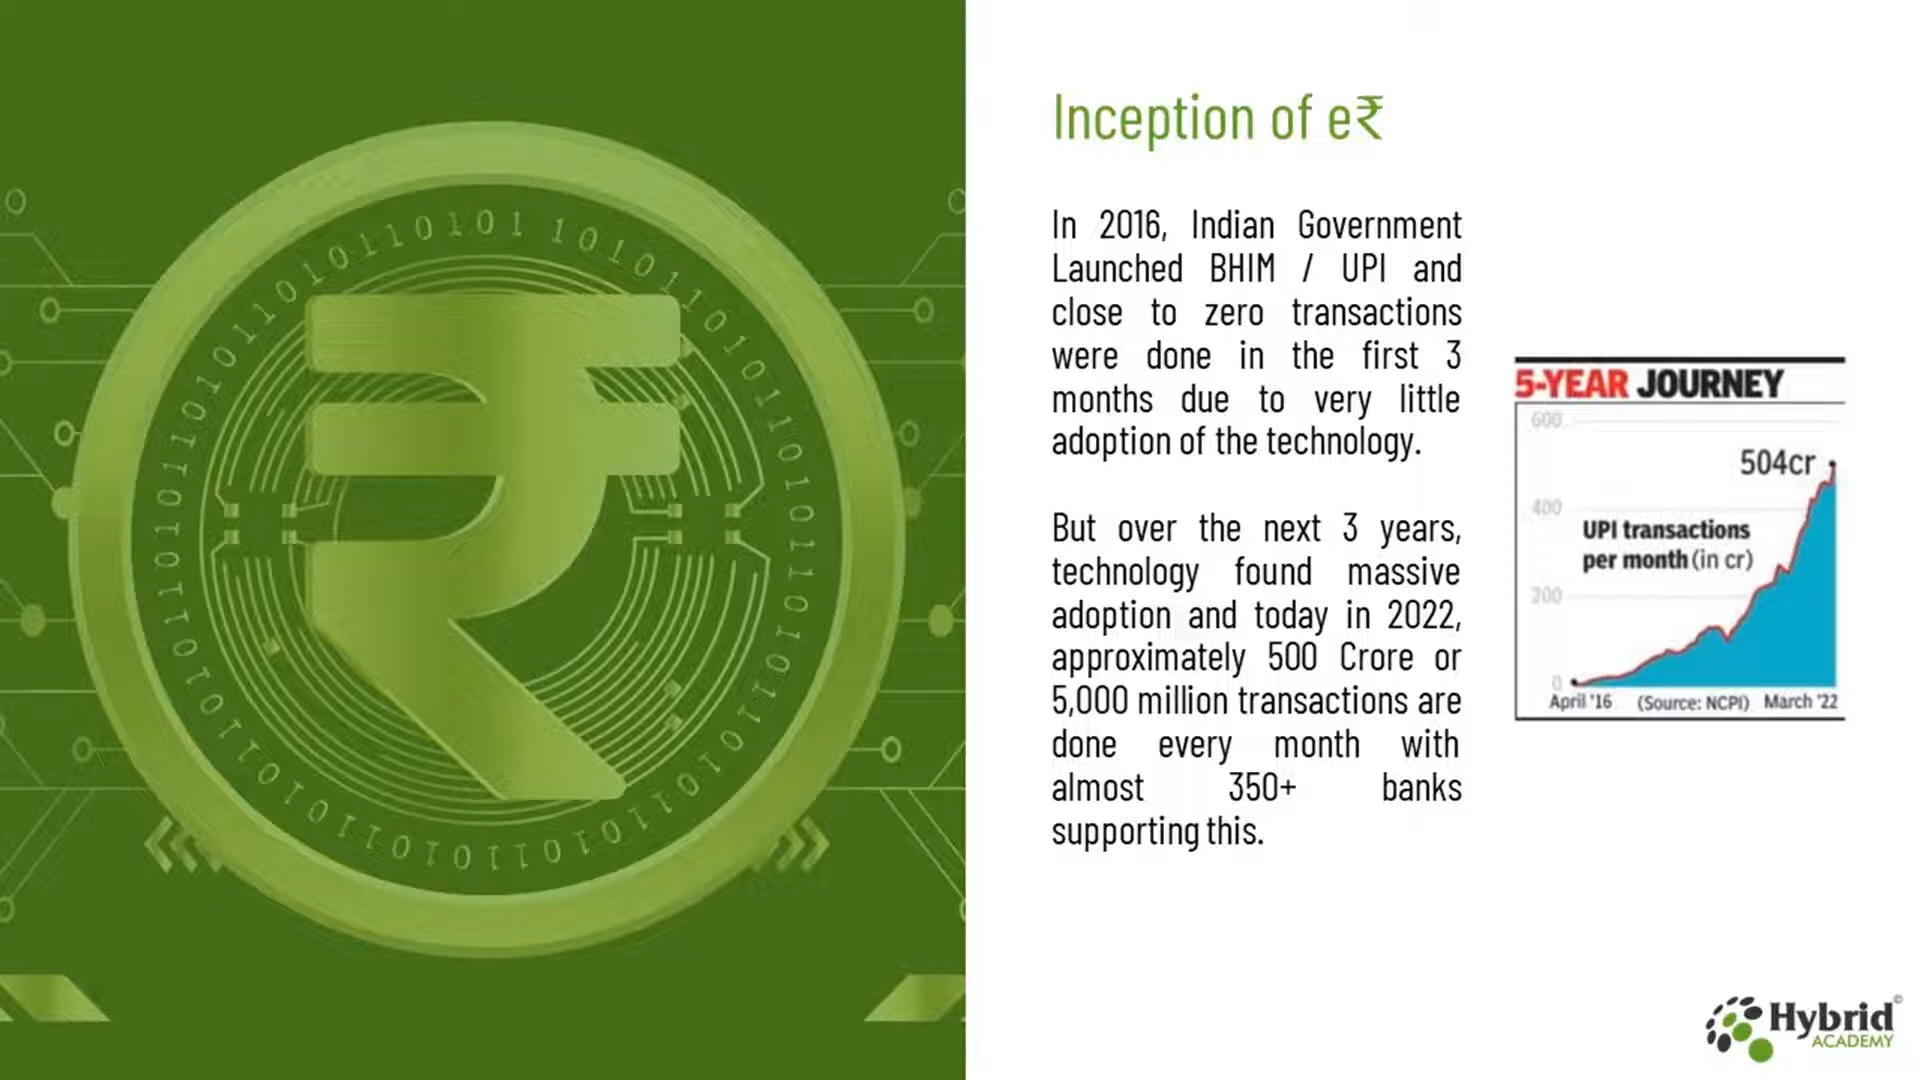 Inception of e₹
In 2016, Indian Government
Launched BHIM / UPI and
close to zero transactions
were done in the first 3
months due to very little
adoption of the technology.
But over the next 3 years,
technology found massive
adoption and today in 2022,
approximately 500 Crore or
5,000 million transactions are
done every month with
almost 350+ banks
supporting this.
5-YEAR JOURNEY
600
504cr
400
UPI transactions
per month (in cr)
200
0
April '16 (Source: NCPI) March '22
Hybrid©
ACADEMY